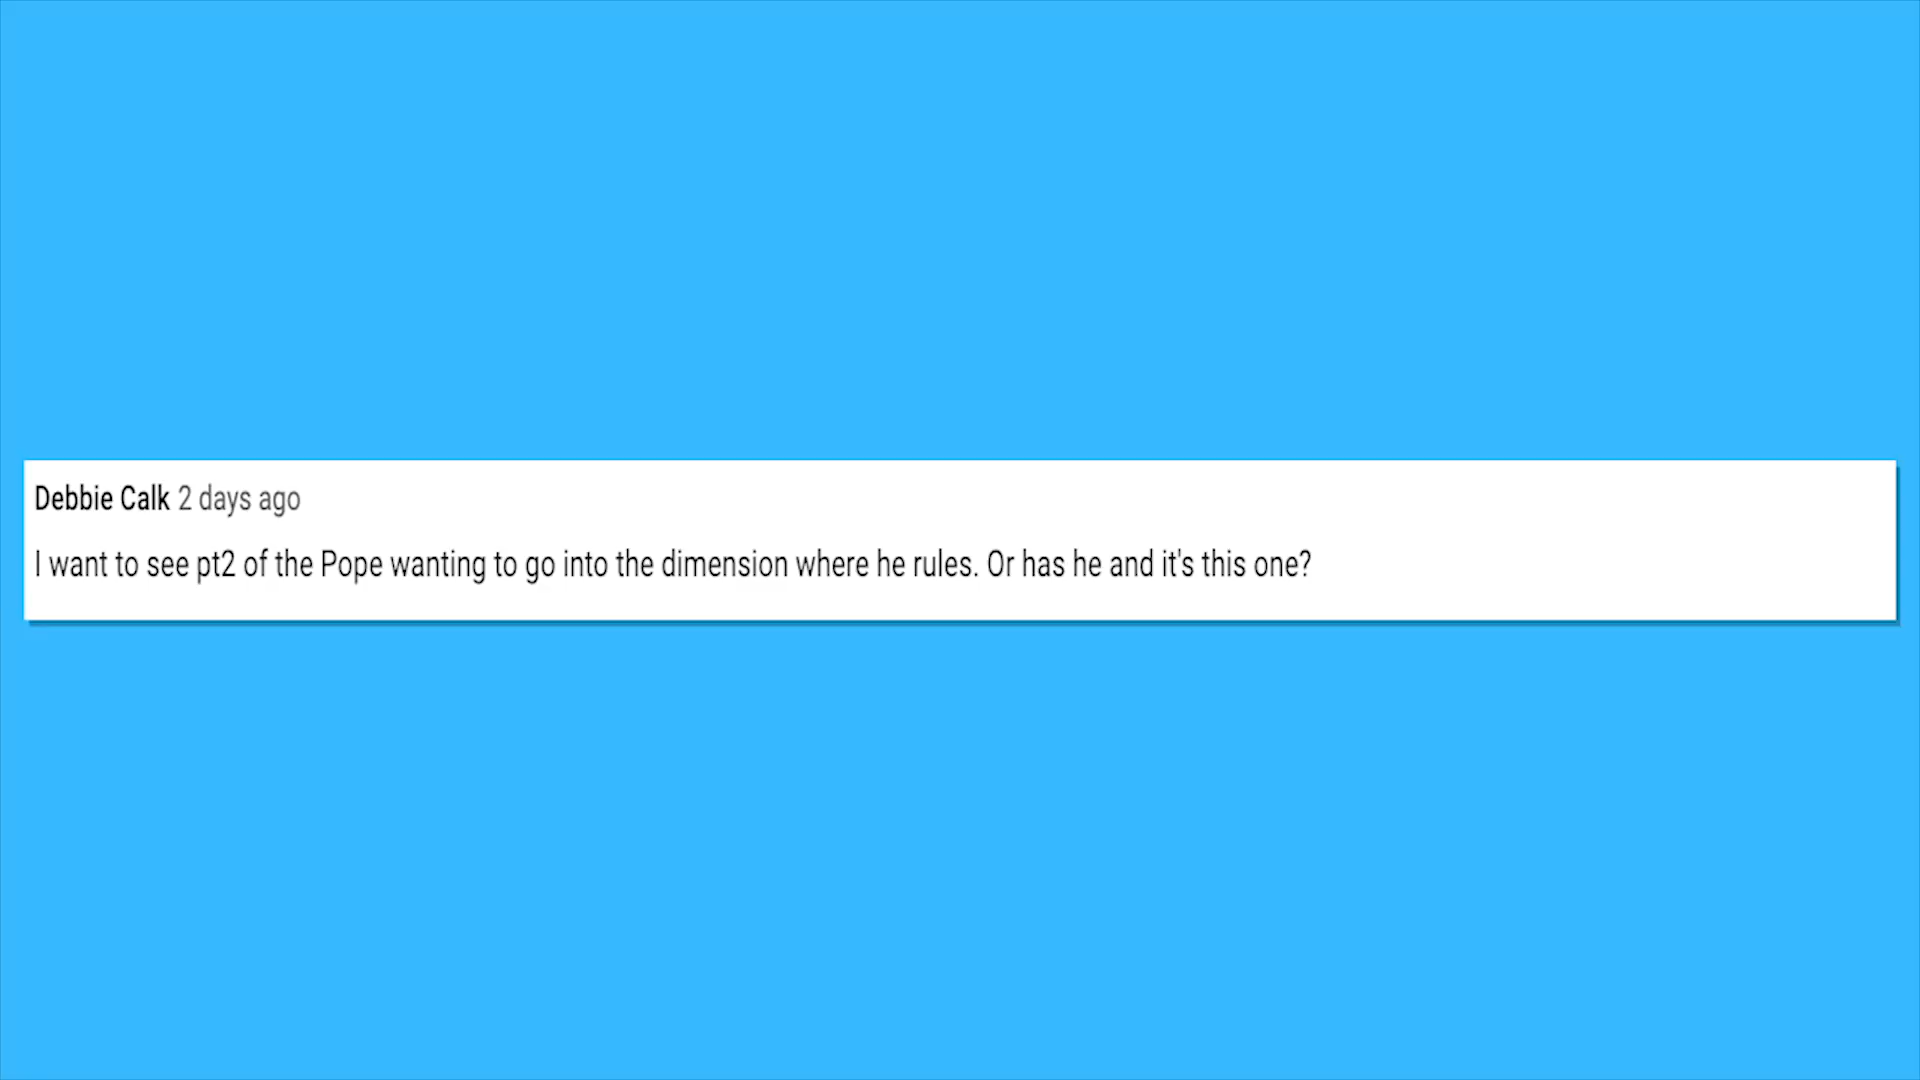 Debbie Calk 2 days ago
I want to see pt2 of the Pope wanting to go into the dimension where he rules. Or has he and it's this one?